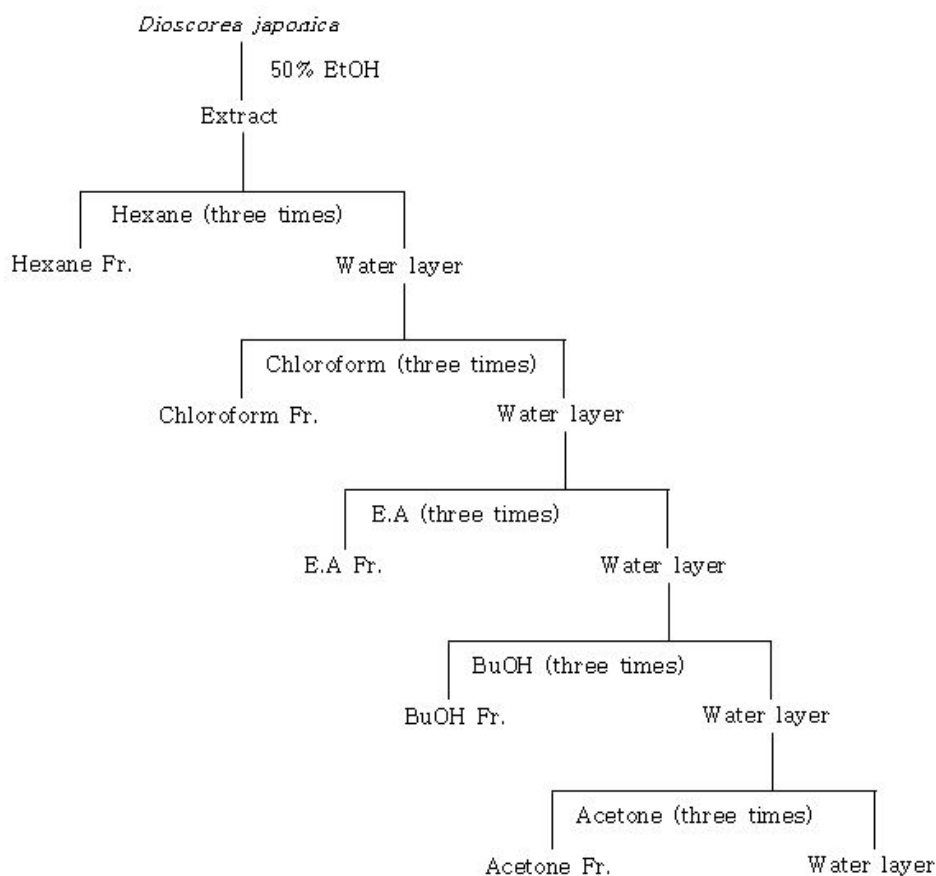 Dioscorea japonica
50% EtOH
Extract
Hexane (three times)
Hexane Fr.
Water layer
Chloroform (three times)
Chloroform Fr.
Water layer
E.A (three times)
E.A Fr.
Water layer
BuOH (three times)
BuOH Fr.
Water layer
Acetone (three times)
Acetone Fr.
Water layer